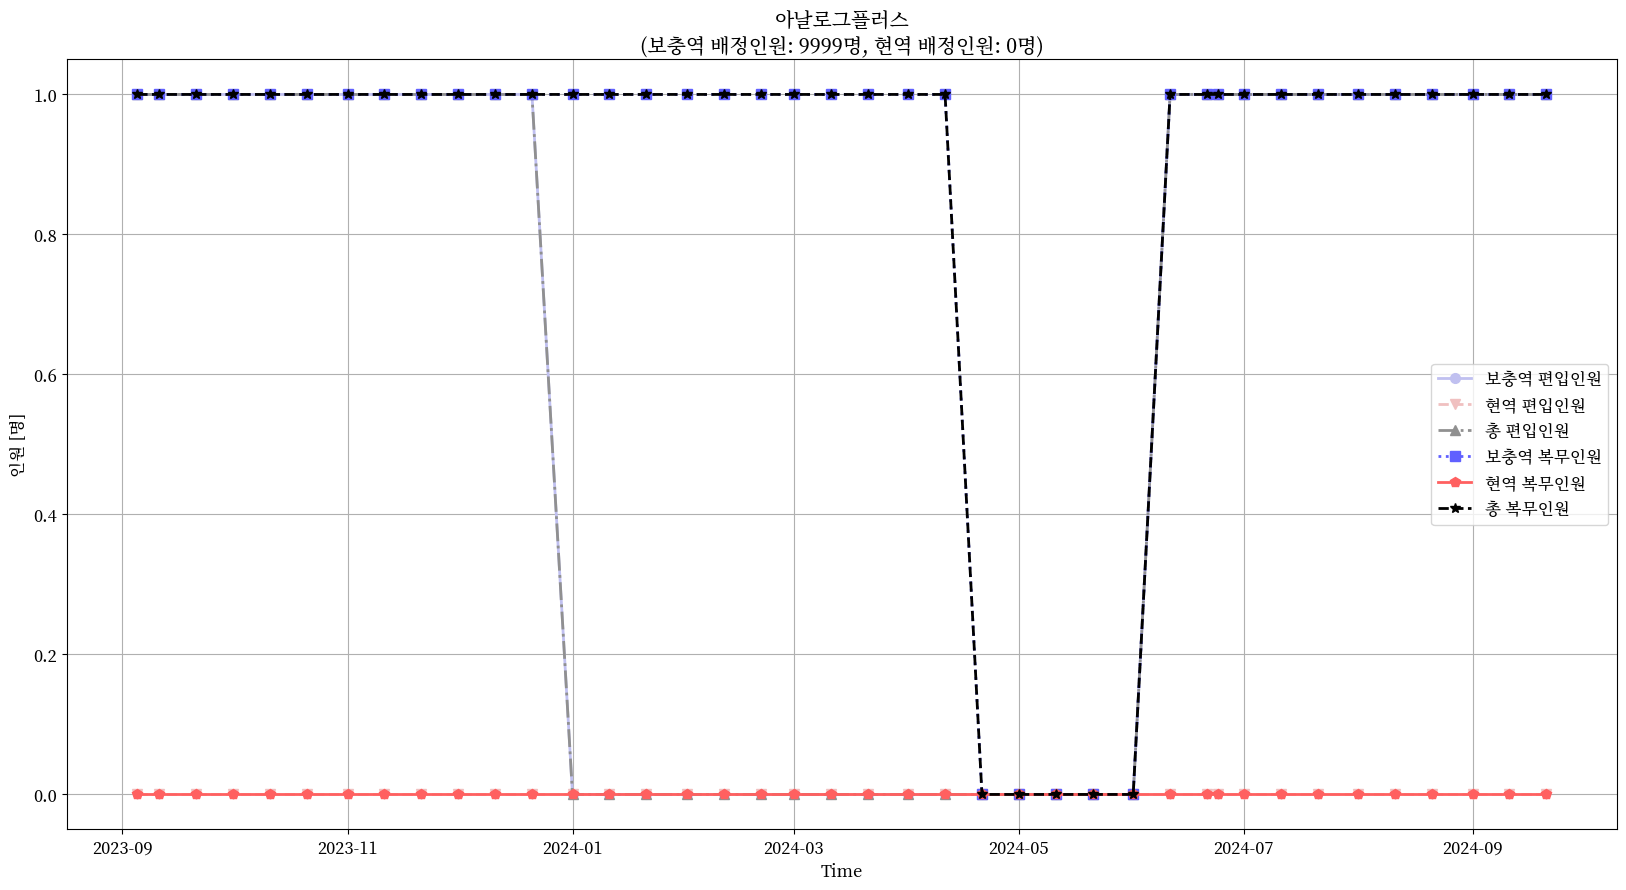 아날로그플러스
(보충역 배정인원: 9999명, 현역 배정인원: 0명)
인원 [명]
1.0
0.8
0.6
0.4
0.2
0.0
보충역 편입인원
현역 편입인원
총 편입인원
보충역 복무인원
현역 복무인원
총 복무인원
2023-09 2023-11 2024-01 2024-03 2024-05 2024-07 2024-09
Time